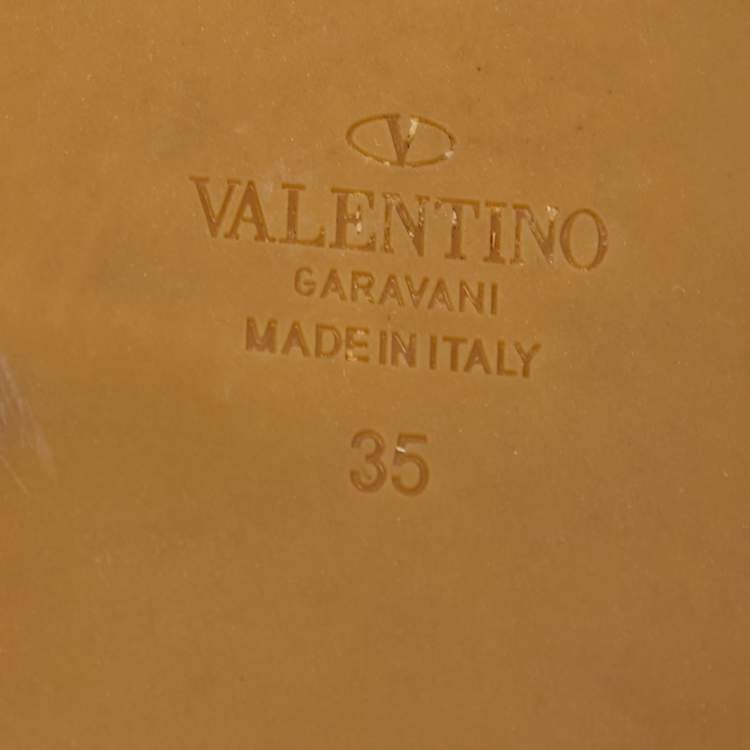 V
VALENTINO
GARAVANI
MADE IN ITALY
35